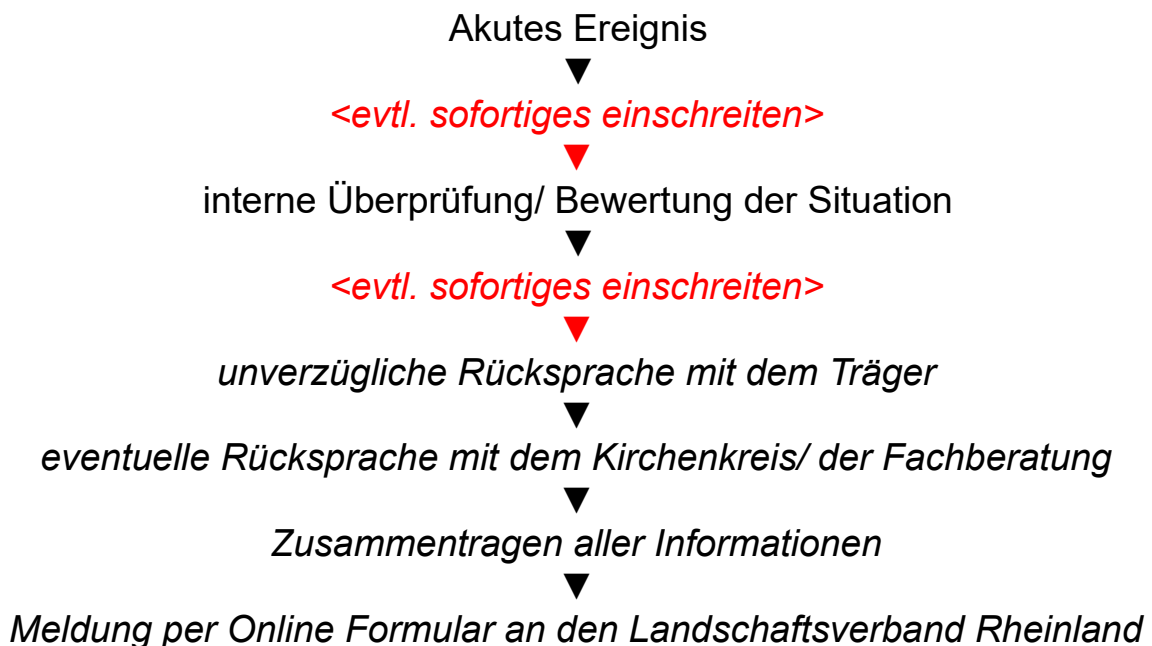 Akutes Ereignis
▼
<evtl. sofortiges einschreiten>
▼
interne Überprüfung/ Bewertung der Situation
▼
<evtl. sofortiges einschreiten>
▼
unverzügliche Rücksprache mit dem Träger
▼
eventuelle Rücksprache mit dem Kirchenkreis/ der Fachberatung
▼
Zusammentragen aller Informationen
▼
Meldung per Online Formular an den Landschaftsverband Rheinland